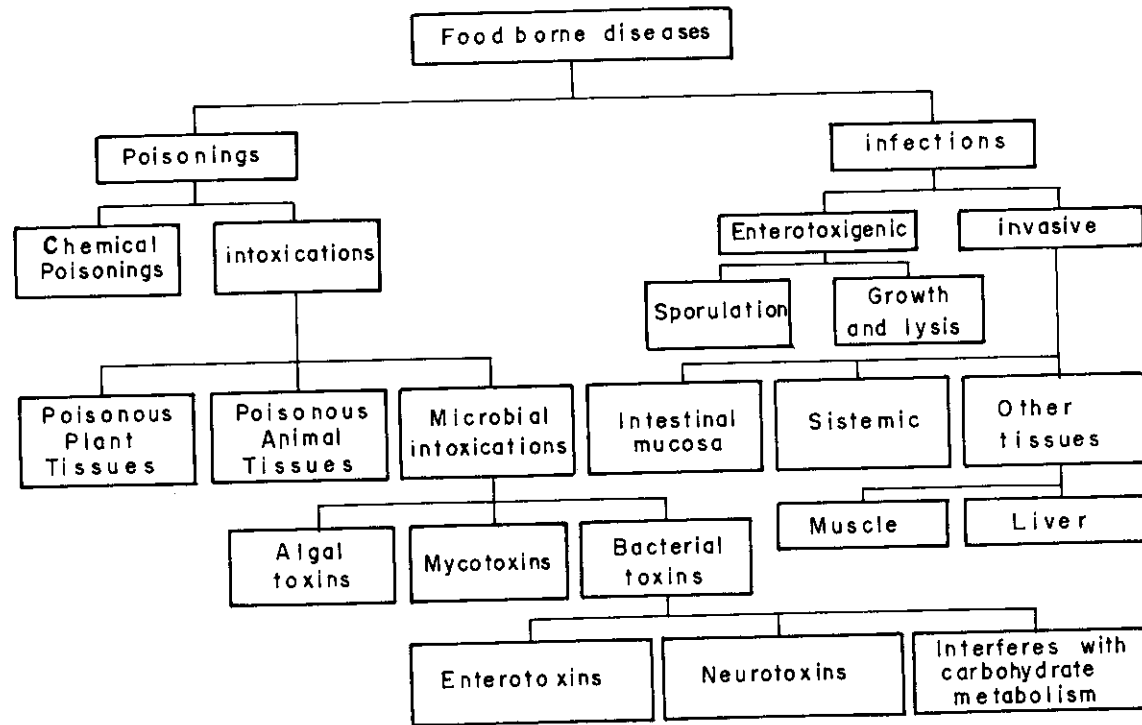 Food borne diseases
Poisonings
infections
Chemical
Poisonings
intoxications
Enterotoxigenic
invasive
Sporulation
Growth
and lysis
Poisonous
Plant
Tissues
Poisonous
Animal
Tissues
Microbial
intoxications
Intestinal
mucosa
Sistemic
Other
tissues
Muscle
Liver
Algal
toxins
Mycotoxins
Bacterial
toxins
Enterotoxins
Neurotoxins
Interferes with
carbohydrate
metabolism